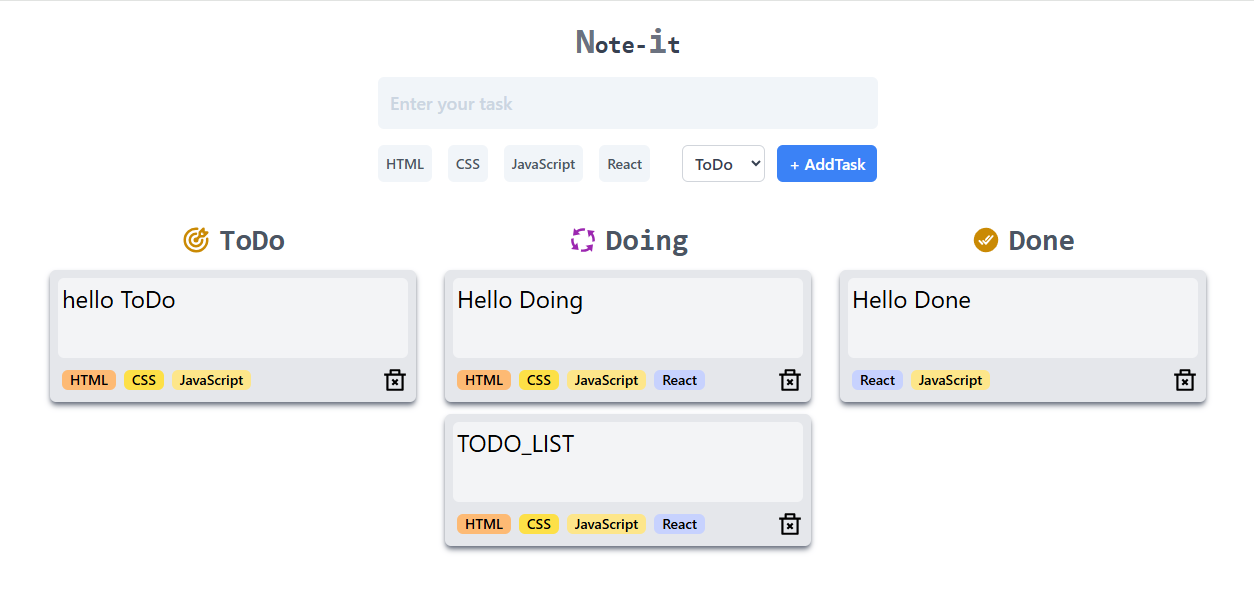 Note-it
Enter your task
HTML CSS JavaScript React ToDo + AddTask
ToDo Doing Done
hello ToDo
HTML CSS JavaScript
Hello Doing
HTML CSS JavaScript React
TODO_LIST
HTML CSS JavaScript React
Hello Done
React JavaScript